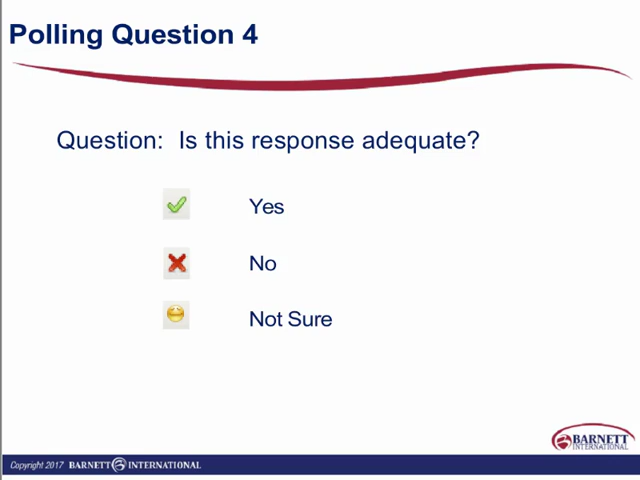 Polling Question 4
Question: Is this response adequate?
Yes
No
Not Sure
BARNETT
INTERNATIONAL
Copyright 2017 BARNETT INTERNATIONAL